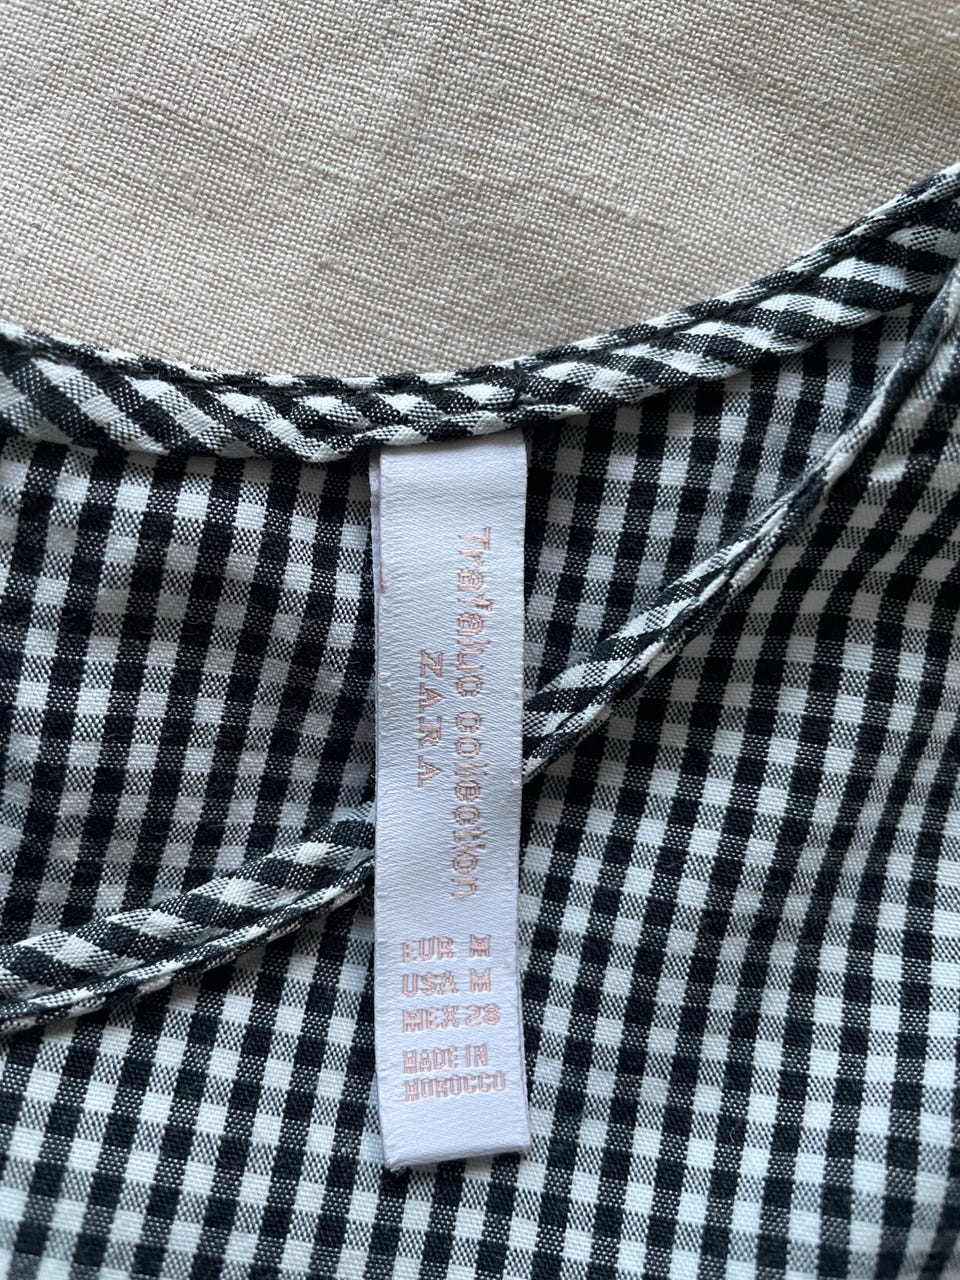 Trafaluc collection
ZARA
EUR M
USA M
MEX 28
MADE IN
MOROCCO